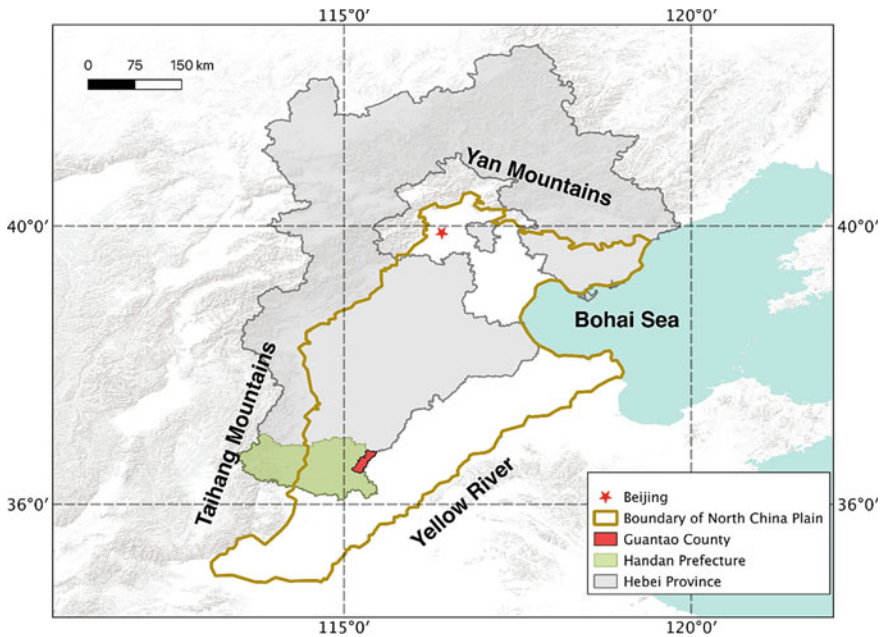 115°0′
120°0′
0 75 150 km
Yan Mountains
40°0′
40°0′
Bohai Sea
Taihang Mountains
Yellow River
36°0′
36°0′
Beijing
Boundary of North China Plain
Guantao County
Handan Prefecture
Hebei Province
115°0′
120°0′